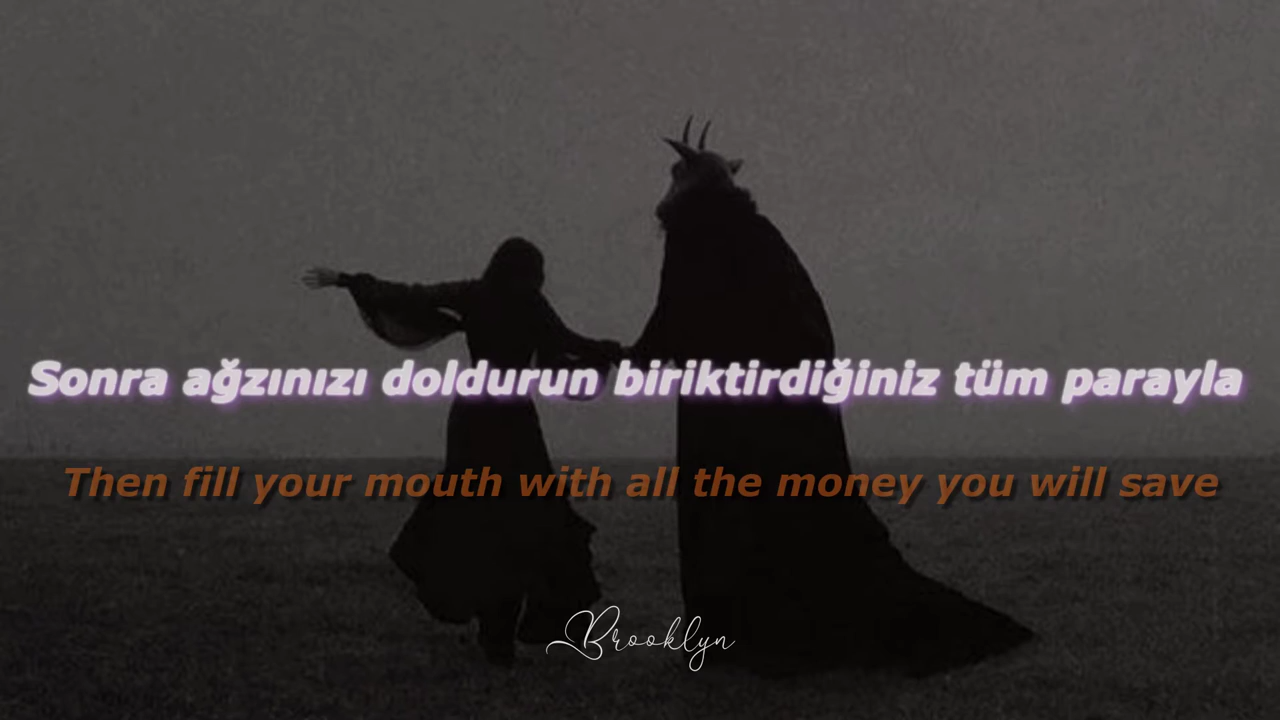 Sonra ağzınızı doldurun biriktirdiğiniz tüm parayla
Then fill your mouth with all the money you will save
Brooklyn